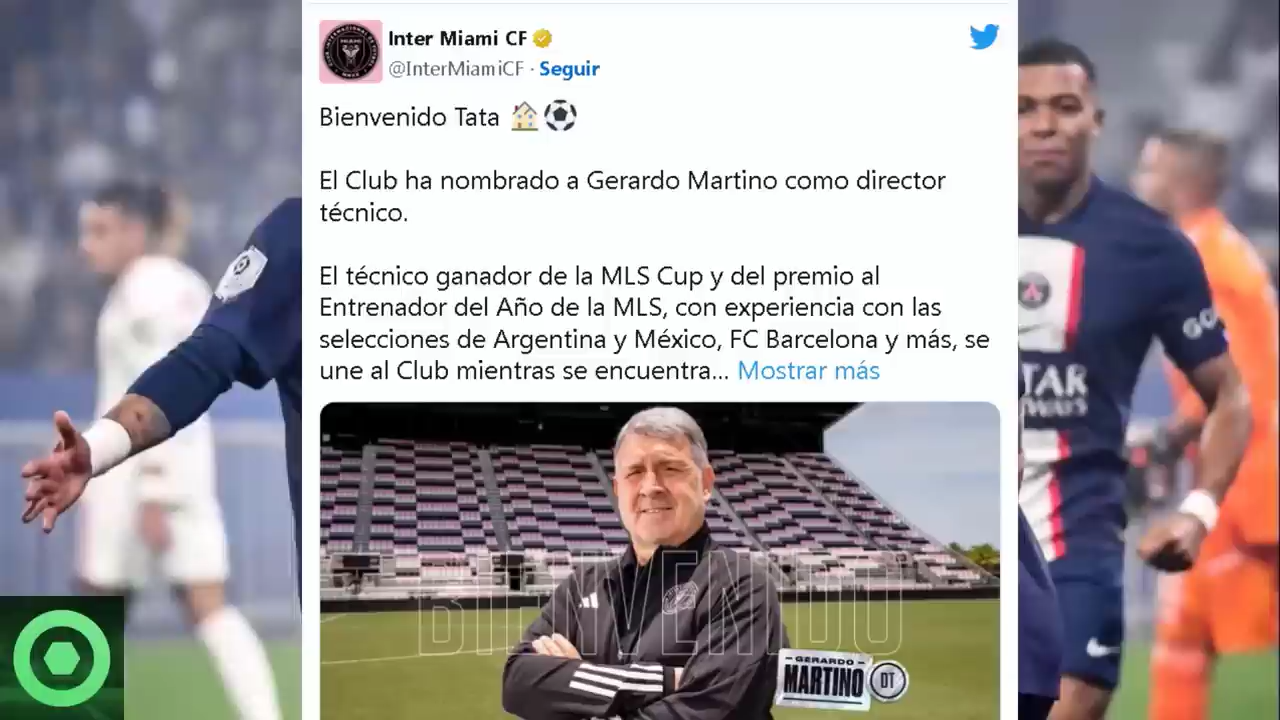 Inter Miami CF
@InterMiamiCF · Seguir
Bienvenido Tata 🏠⚽
El Club ha nombrado a Gerardo Martino como director
técnico.
El técnico ganador de la MLS Cup y del premio al
Entrenador del Año de la MLS, con experiencia con las
selecciones de Argentina y México, FC Barcelona y más, se
une al Club mientras se encuentra... Mostrar más
BIENVENIDO
GERARDO
MARTINO
DT